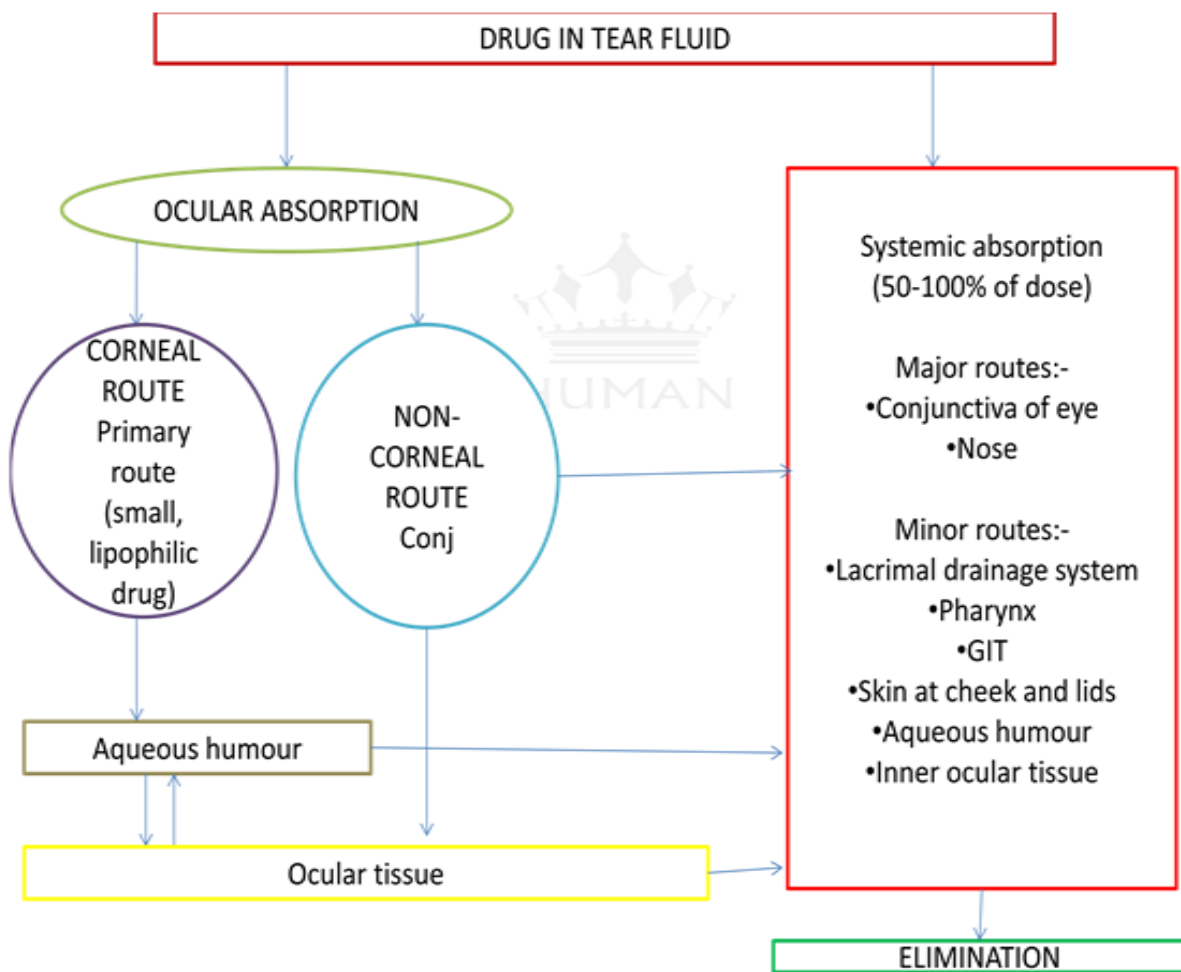 DRUG IN TEAR FLUID
OCULAR ABSORPTION
CORNEAL
ROUTE
Primary
route
(small,
lipophilic
drug)
NON-
CORNEAL
ROUTE
Conj
HUMAN
Systemic absorption
(50-100% of dose)
Major routes:-
•Conjunctiva of eye
•Nose
Minor routes:-
•Lacrimal drainage system
•Pharynx
•GIT
•Skin at cheek and lids
•Aqueous humour
•Inner ocular tissue
Aqueous humour
Ocular tissue
ELIMINATION